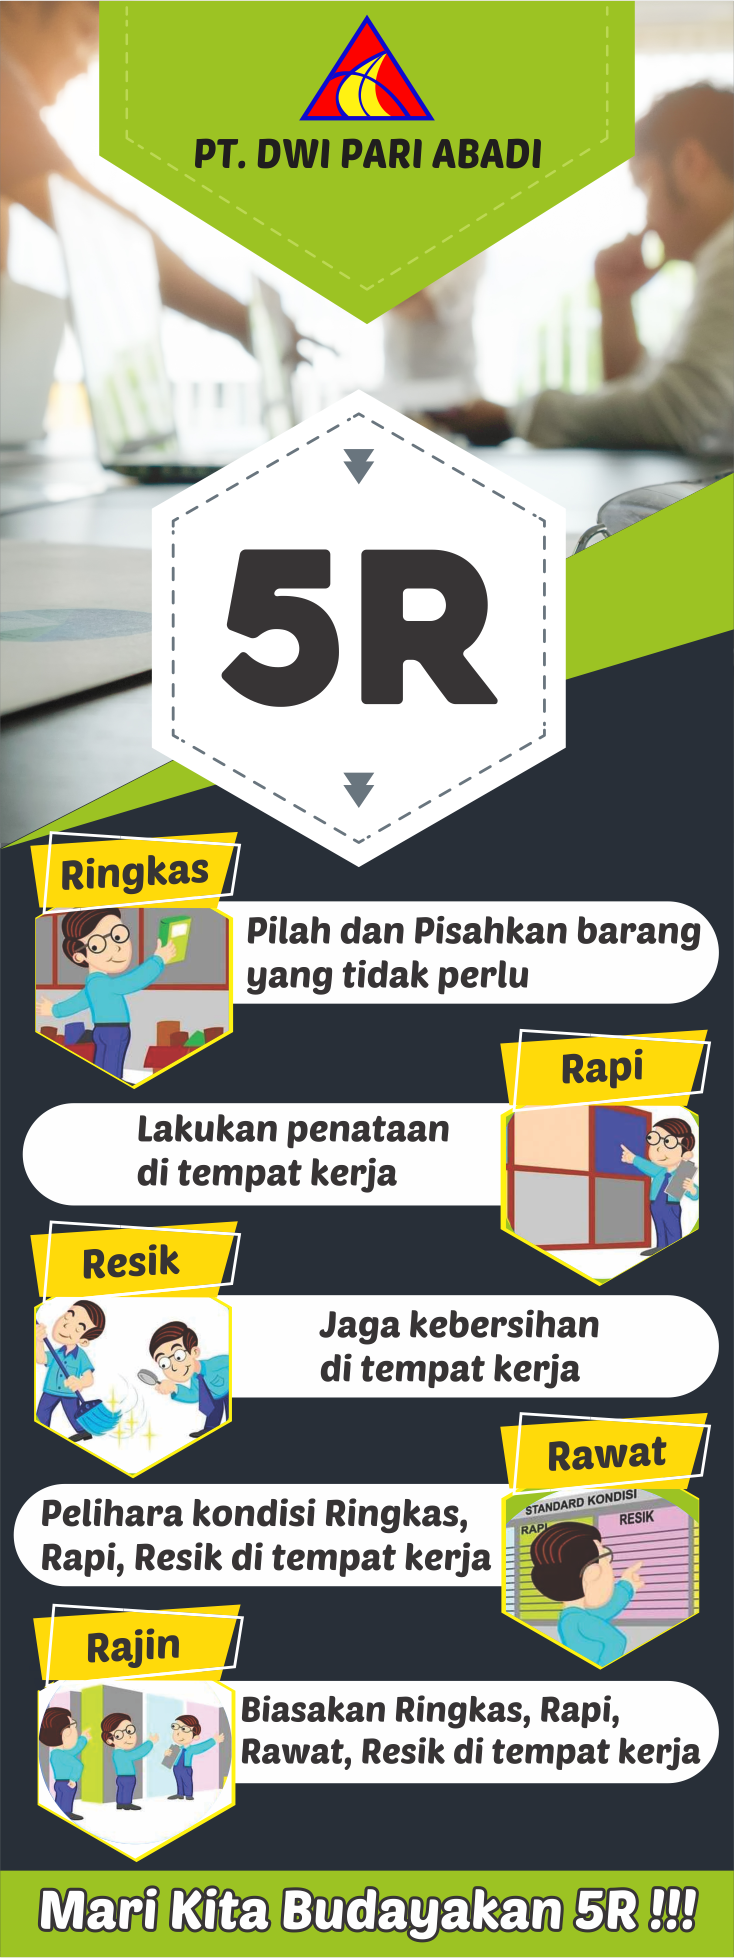 PT. DWI PARI ABADI
5R
Ringkas
Pilah dan Pisahkan barang
yang tidak perlu
Rapi
Lakukan penataan
di tempat kerja
Resik
Jaga kebersihan
di tempat kerja
Rawat
Pelihara kondisi Ringkas,
Rapi, Resik di tempat kerja
STANDARD KONDISI
RAPI
RESIK
Rajin
Biasakan Ringkas, Rapi,
Rawat, Resik di tempat kerja
Mari Kita Budayakan 5R !!!